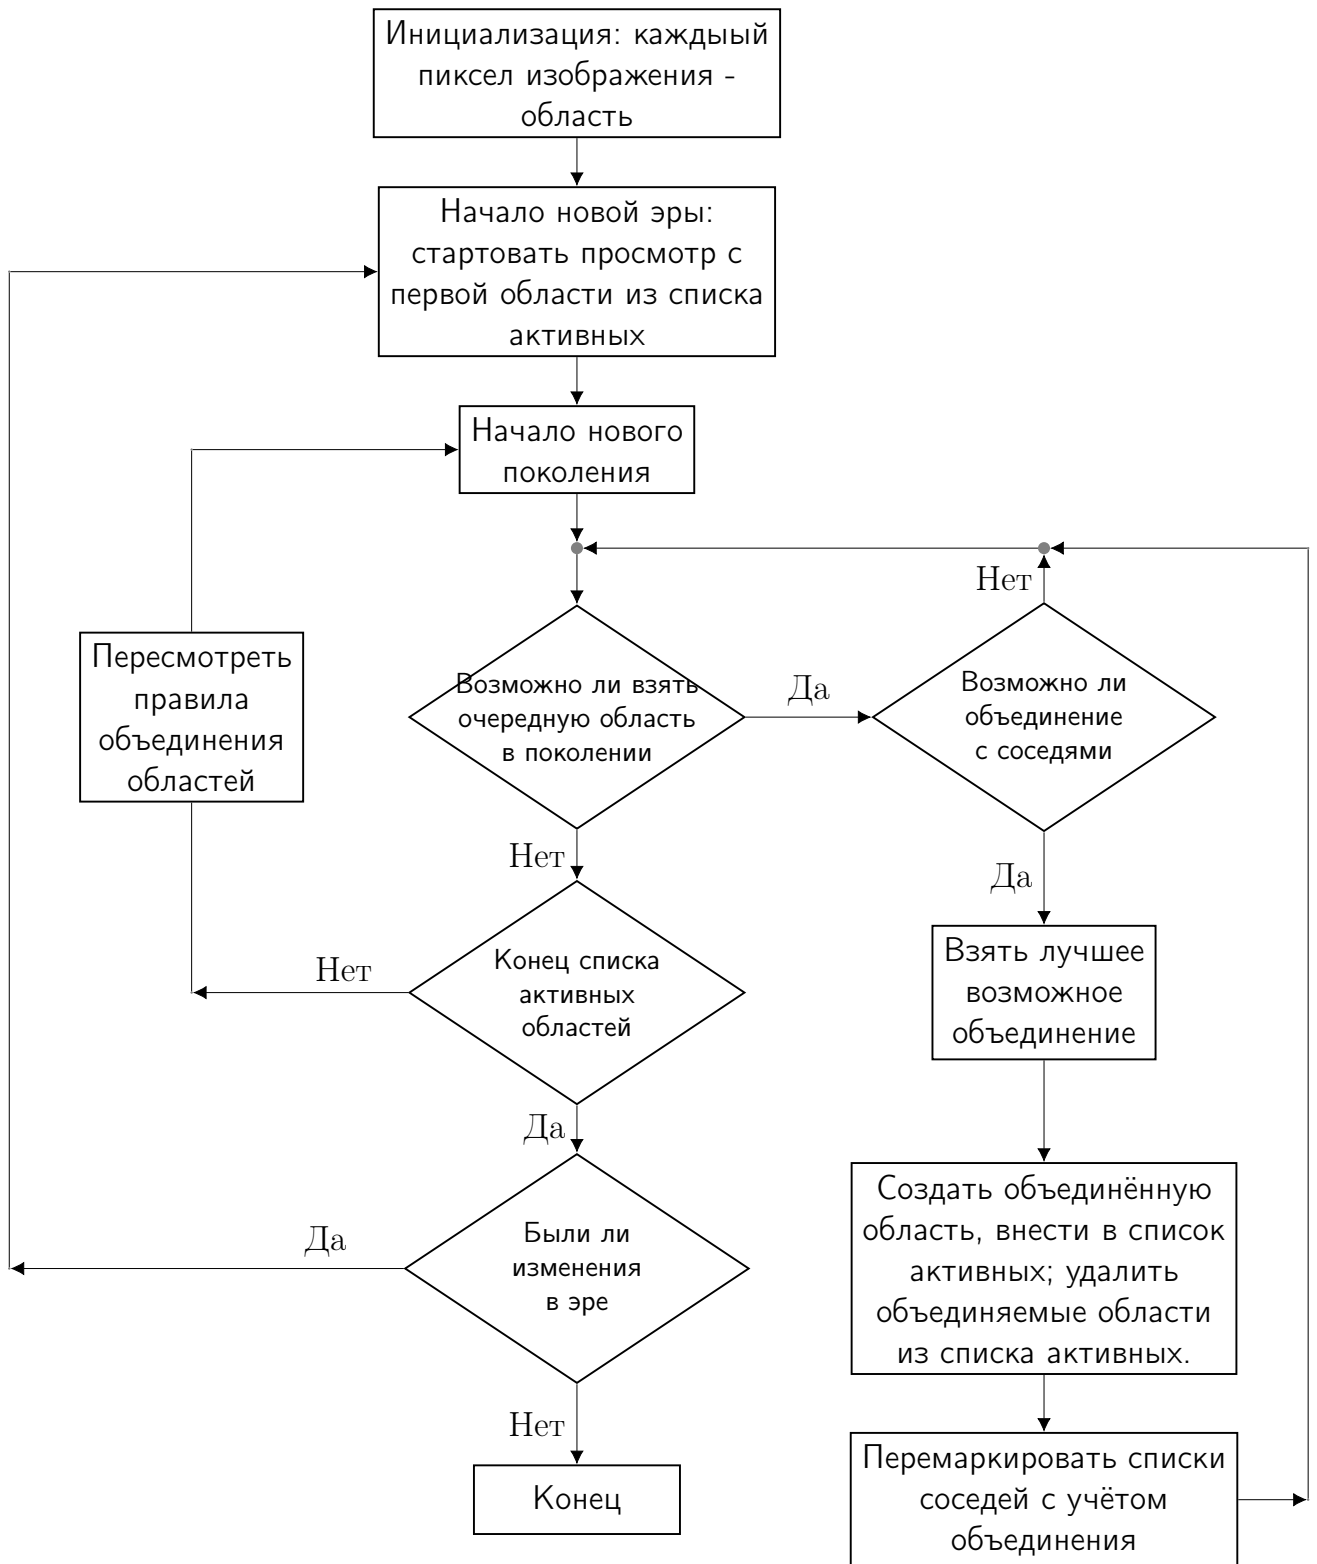 Инициализация: каждыый
пиксел изображения -
область
Начало новой эры:
стартовать просмотр с
первой области из списка
активных
Начало нового
поколения
Нет
Пересмотреть
правила
объединения
областей
Возможно ли взять
очередную область
в поколении
Да
Возможно ли
объединение
с соседями
Нет
Да
Конец списка
активных
областей
Нет
Взять лучшее
возможное
объединение
Да
Были ли
изменения
в эре
Да
Создать объединённую
область, внести в список
активных; удалить
объединяемые области
из списка активных.
Нет
Конец
Перемаркировать списки
соседей с учётом
объединения